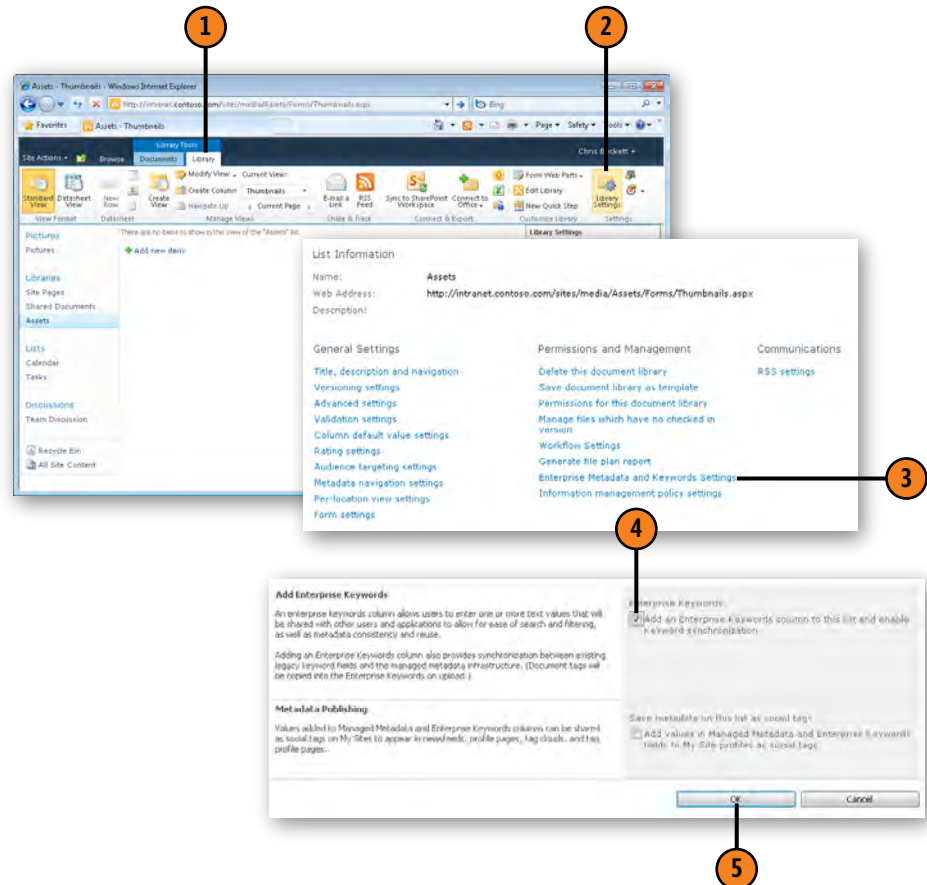 1
2
Assets - Thumbnails - Windows Internet Explorer
http://intranet.contoso.com/sites/media/Assets/Forms/Thumbnails.aspx
Bing
Favorites
Assets - Thumbnails
Page
Safety
Tools
Library Tools
Chris Beckett
Site Actions
Browse
Documents
Library
Standard View
Datasheet View
New Row
Create View
Modify View
Create Column
Navigate Up
Current View:
Thumbnails
Current Page
E-mail a Link
RSS Feed
Sync to SharePoint Workspace
Connect to Office
Form Web Parts
Edit Library
New Quick Step
Library Settings
View Format
Datasheet
Manage Views
Share & Track
Connect & Export
Customize Library
Settings
Pictures
Pictures
Libraries
Site Pages
Shared Documents
Assets
Lists
Calendar
Tasks
Discussions
Team Discussion
Recycle Bin
All Site Content
There are no items to show in this view of the "Assets" list.
Add new item
Library Settings
List Information
Name: Assets
Web Address: http://intranet.contoso.com/sites/media/Assets/Forms/Thumbnails.aspx
Description:
General Settings
Title, description and navigation
Versioning settings
Advanced settings
Validation settings
Column default value settings
Rating settings
Audience targeting settings
Metadata navigation settings
Per-location view settings
Form settings
Permissions and Management
Delete this document library
Save document library as template
Permissions for this document library
Manage files which have no checked in
version
Workflow Settings
Generate file plan report
Enterprise Metadata and Keywords Settings
Information management policy settings
Communications
RSS settings
3
4
Add Enterprise Keywords
An enterprise keywords column allows users to enter one or more text values that will
be shared with other users and applications to allow for ease of search and filtering,
as well as metadata consistency and reuse.
Adding an Enterprise Keywords column also provides synchronization between existing
legacy keyword fields and the managed metadata infrastructure. (Document tags will
be copied into the Enterprise Keywords on upload.)
Enterprise Keywords
Add an Enterprise Keywords column to this list and enable
Keyword synchronization
Metadata Publishing
Values added to Managed Metadata and Enterprise Keywords columns can be shared
as social tags on My Sites to appear in newsfeeds, profile pages, tag clouds, and tag
profile pages.
Save metadata on this list as social tags
Add values in Managed Metadata and Enterprise Keywords
fields to My Site profiles as social tags
OK
Cancel
5